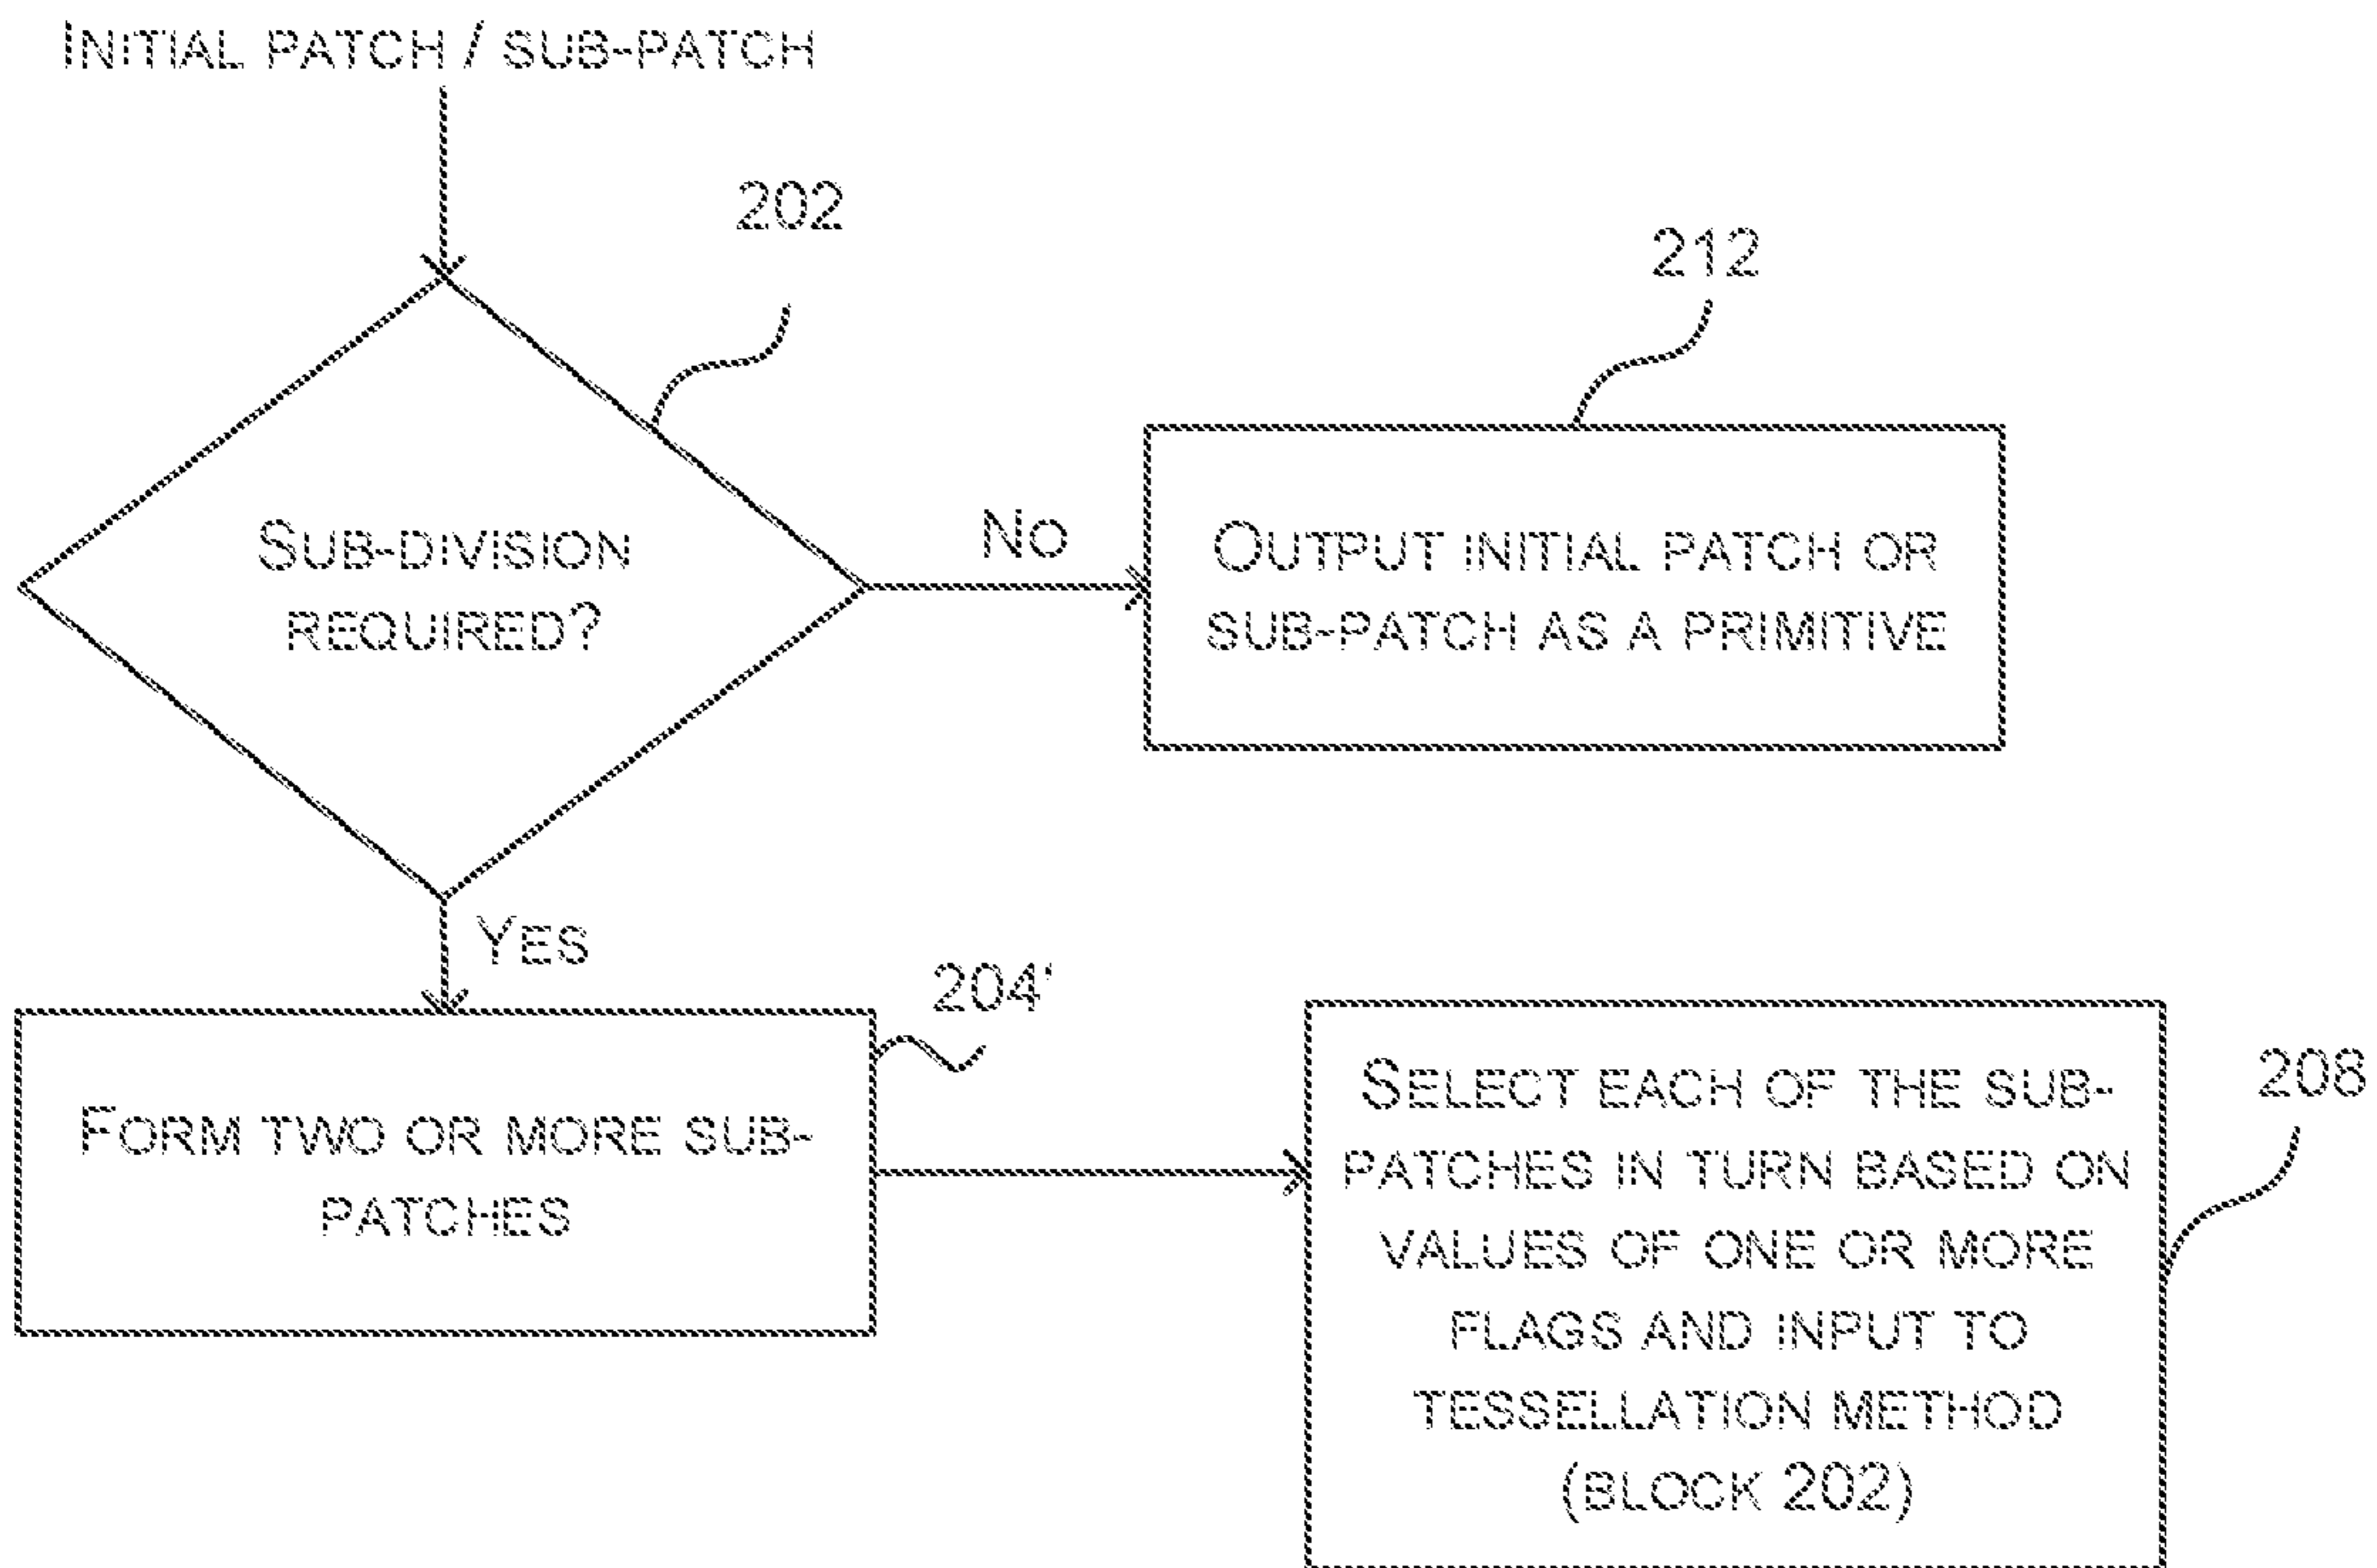 INITIAL PATCH / SUB-PATCH
202
212
SUB-DIVISION
REQUIRED?
NO
OUTPUT INITIAL PATCH OR
SUB-PATCH AS A PRIMITIVE
YES
204'
FORM TWO OR MORE SUB-
PATCHES
SELECT EACH OF THE SUB-
PATCHES IN TURN BASED ON
VALUES OF ONE OR MORE
FLAGS AND INPUT TO
TESSELLATION METHOD
(BLOCK 202)
208